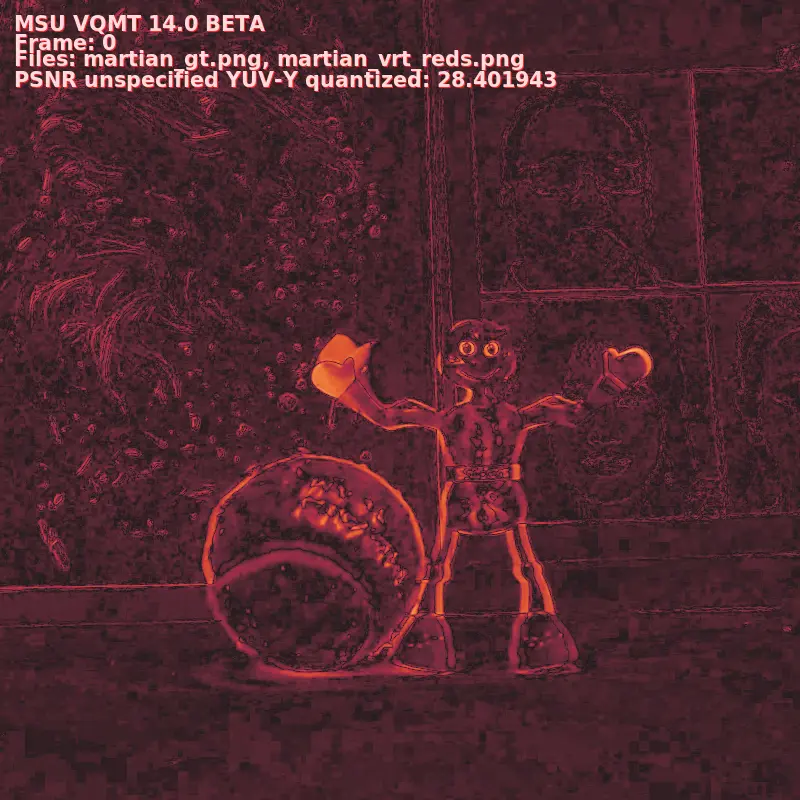 MSU VQMT 14.0 BETA
Frame: 0
Files: martian_gt.png, martian_vrt_reds.png
PSNR unspecified YUV-Y quantized: 28.401943